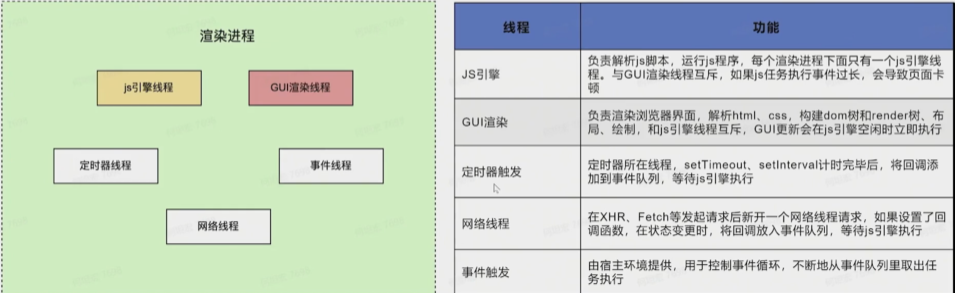 渲染进程
js引擎线程
GUI渲染线程
定时器线程
事件线程
网络线程
线程
功能
JS引擎
负责解析js脚本，运行js程序，每个渲染进程下面只有一个js引擎线
程。与GUI渲染线程互斥，如果js任务执行事件过长，会导致页面卡
顿
GUI渲染
负责渲染浏览器界面，解析html、css，构建dom树和render树、布
局、绘制，和js引擎线程互斥，GUI更新会在js引擎空闲时立即执行
定时器触发
定时器所在线程，setTimeout、setInterval计时完毕后，将回调添
加到事件队列，等待js引擎执行
网络线程
在XHR、Fetch等发起请求后新开一个网络线程请求，如果设置了回
调函数，在状态变更时，将回调放入事件队列，等待js引擎执行
事件触发
由宿主环境提供，用于控制事件循环，不断地从事件队列里取出任
务执行